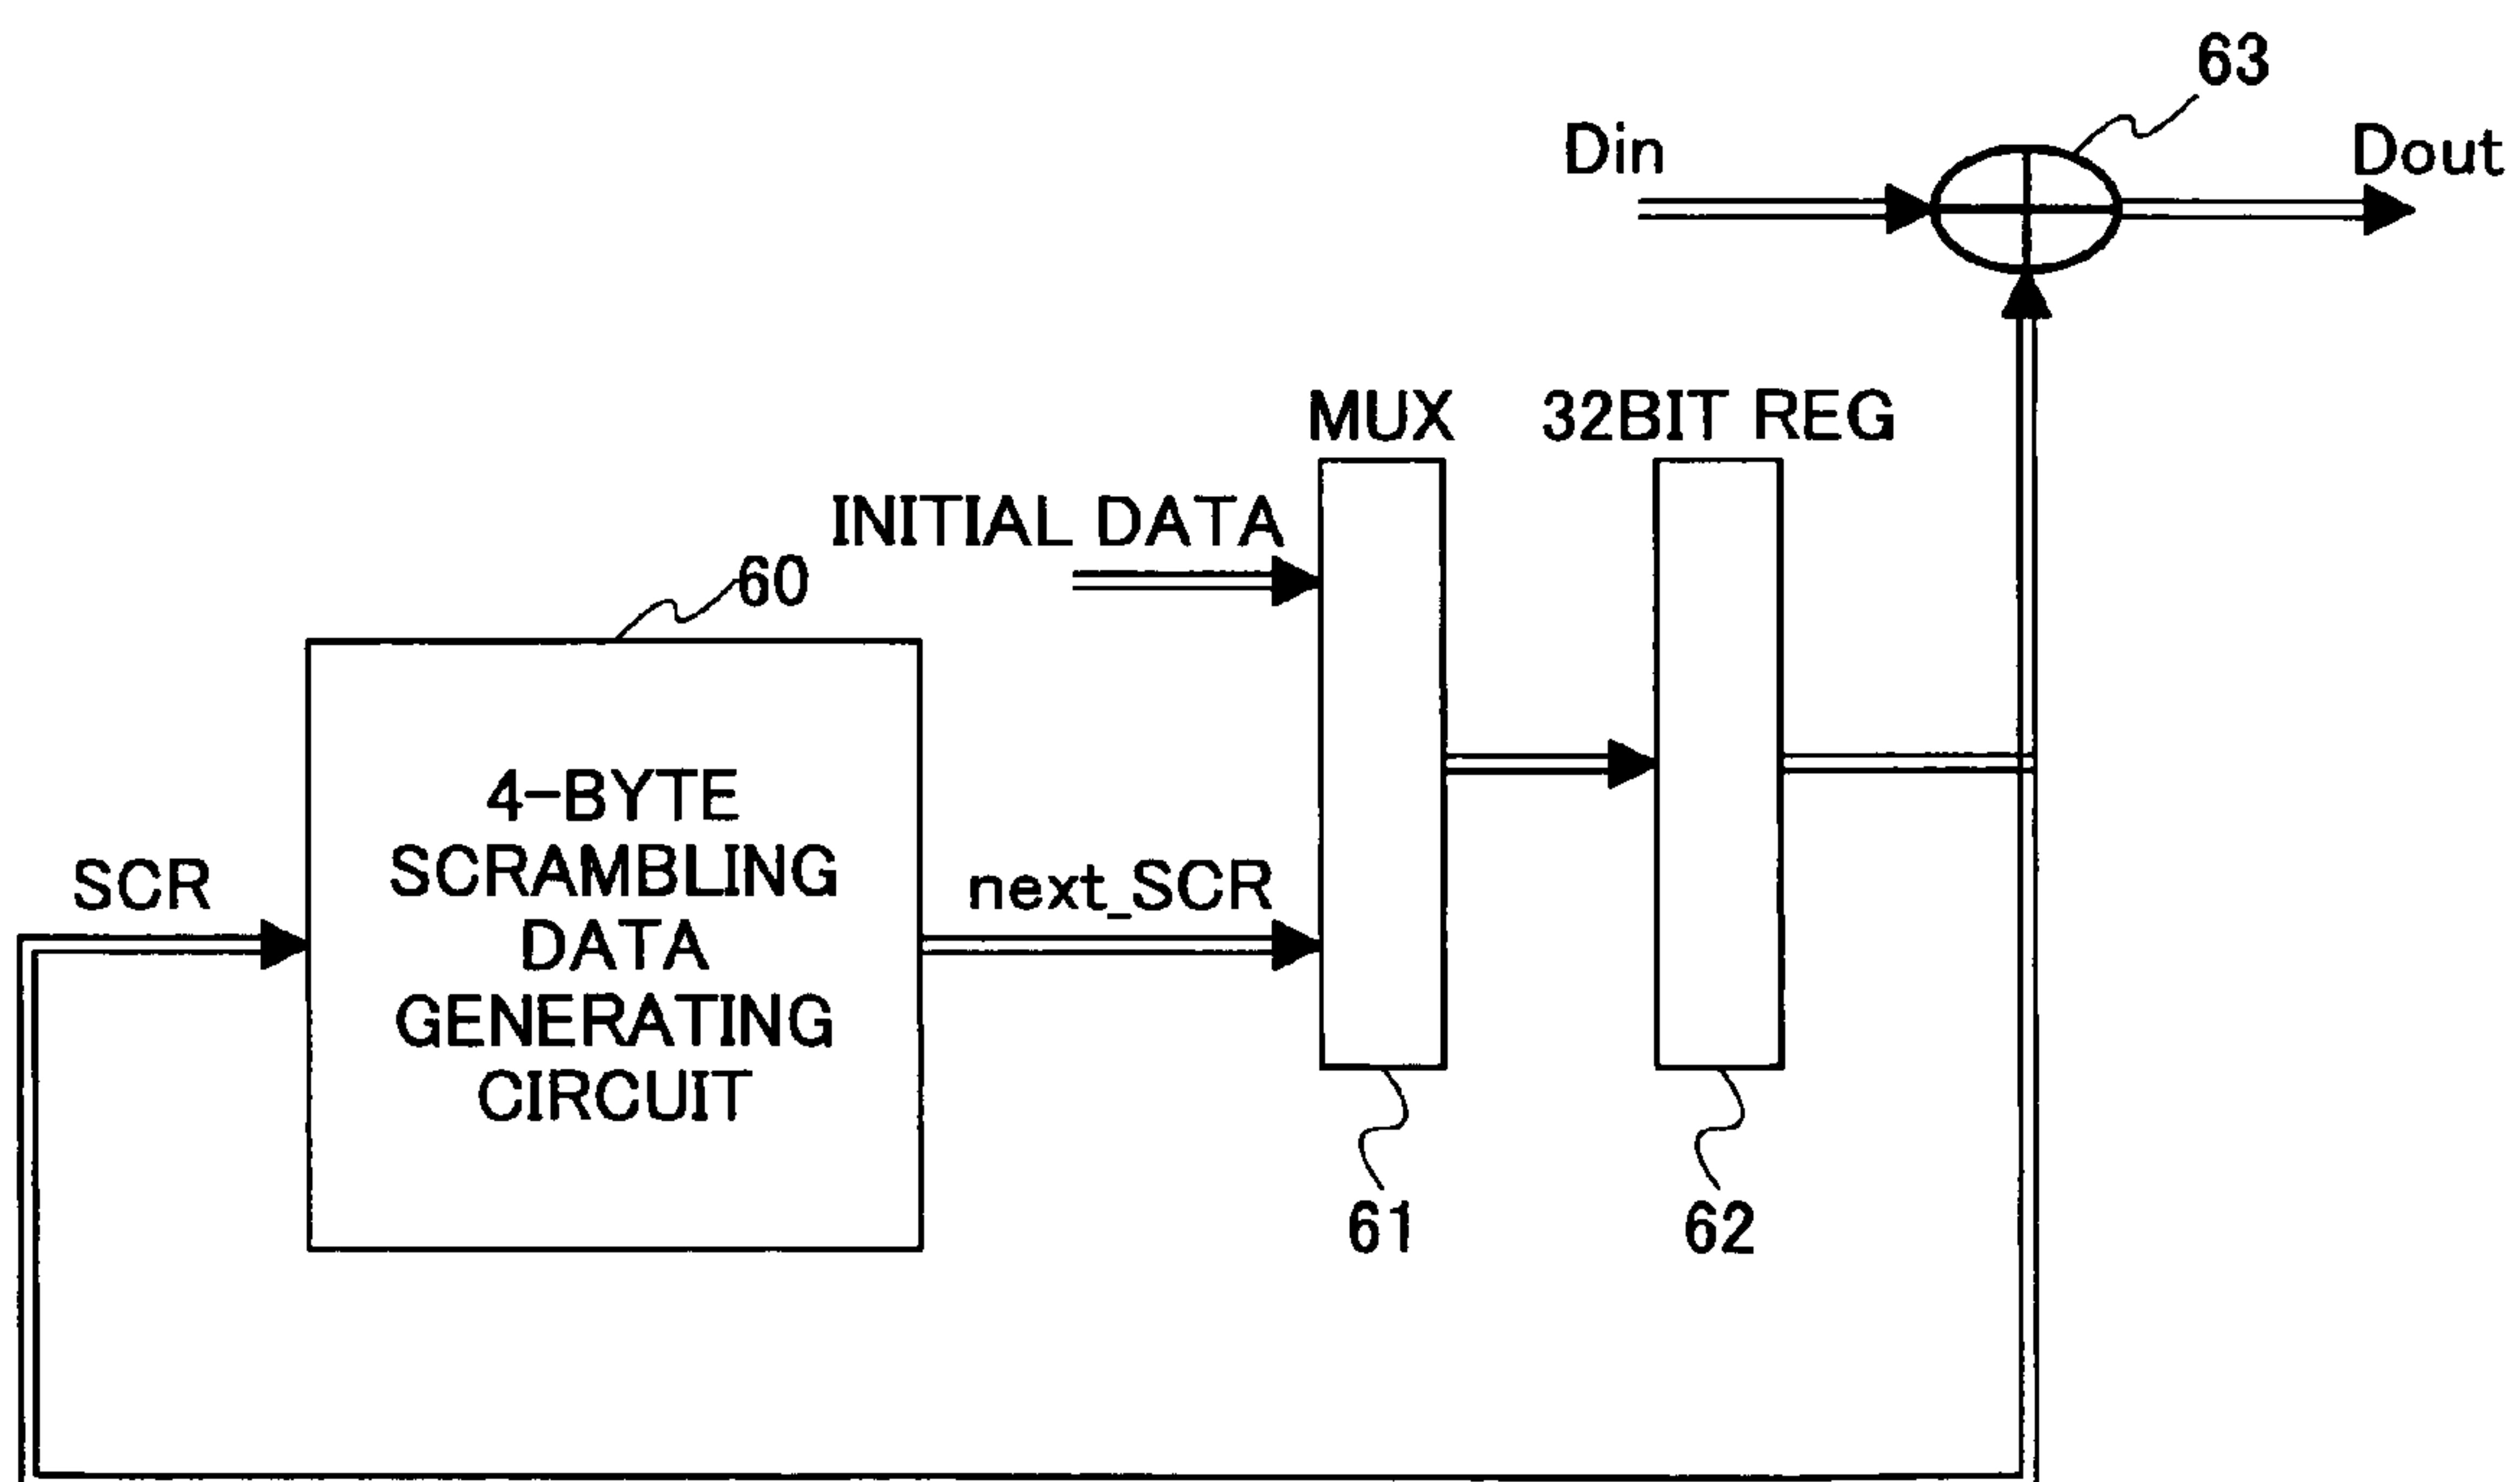 63
Din
Dout
MUX
32BIT REG
INITIAL DATA
60
4-BYTE
SCRAMBLING
DATA
GENERATING
CIRCUIT
SCR
next_SCR
61
62